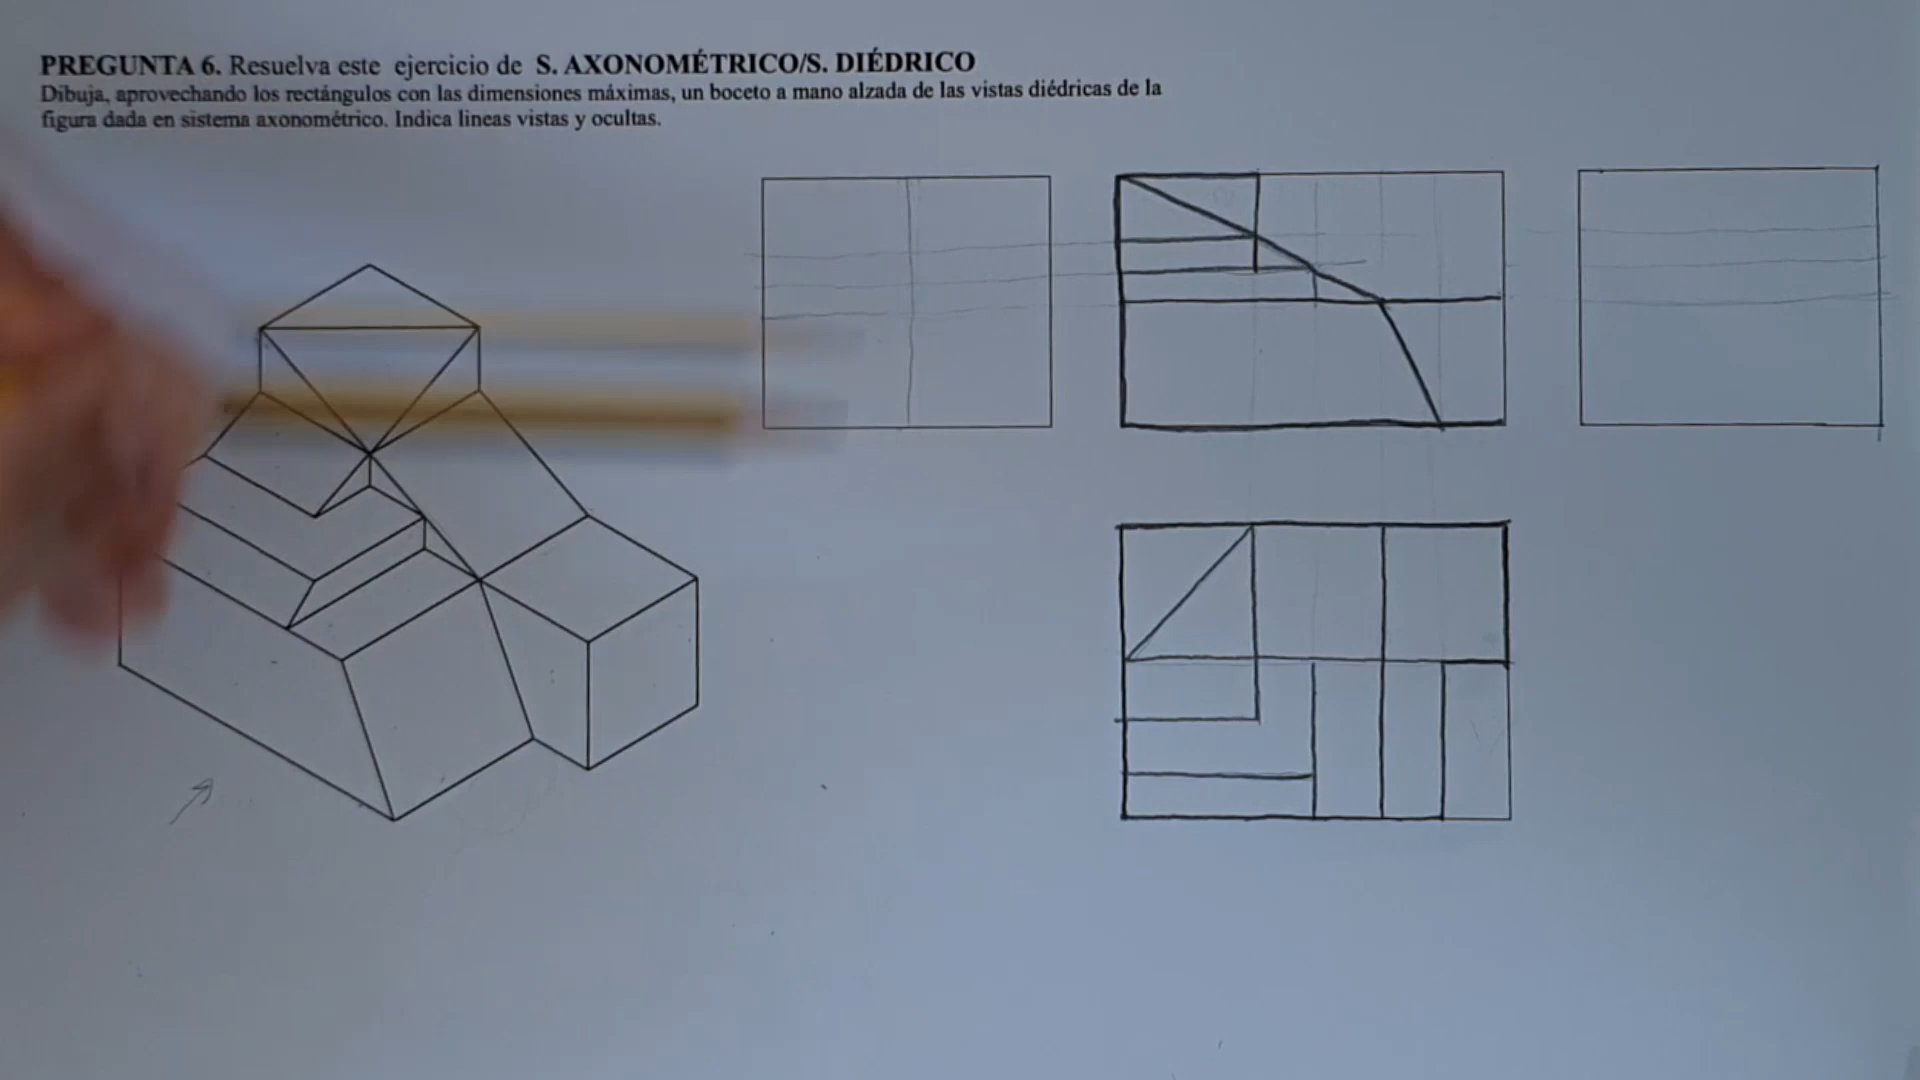 PREGUNTA 6. Resuelva este ejercicio de S. AXONOMÉTRICO/S. DIÉDRICO
Dibuja, aprovechando los rectángulos con las dimensiones máximas, un boceto a mano alzada de las vistas diédricas de la
figura dada en sistema axonométrico. Indica lineas vistas y ocultas.